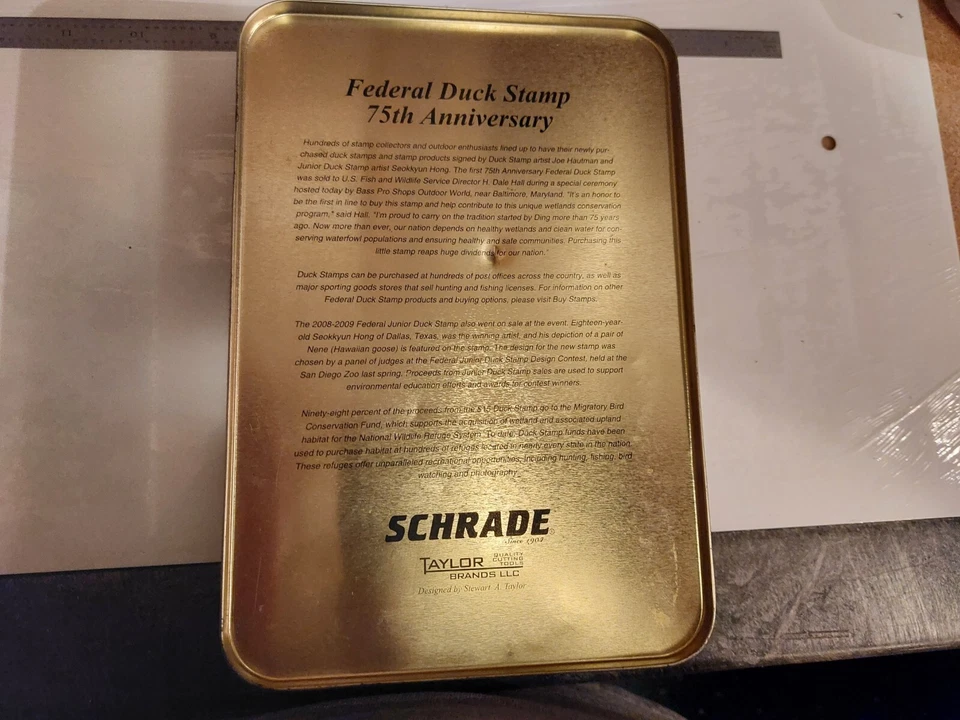 Federal Duck Stamp
75th Anniversary
Hundreds of stamp collectors and outdoor enthusiasts lined up to have their newly pur-
chased duck stamps and stamp products signed by Duck Stamp artist Joe Hautman and
Junior Duck Stamp artist Seokkyun Hong. The first 75th Anniversary Federal Duck Stamp
was sold to U.S. Fish and Wildlife Service Director H. Dale Hall during a special ceremony
hosted today by Bass Pro Shops Outdoor World, near Baltimore, Maryland. "It's an honor to
be the first in line to buy this stamp and help contribute to this unique wetlands conservation
program," said Hall. "I'm proud to carry on the tradition started by Ding more than 75 years
ago. Now more than ever, our nation depends on healthy wetlands and clean water for con-
serving waterfowl populations and ensuring healthy and safe communities. Purchasing this
little stamp reaps huge dividends for our nation."
Duck Stamps can be purchased at hundreds of post offices across the country, as well as
major sporting goods stores that sell hunting and fishing licenses. For information on other
Federal Duck Stamp products and buying options, please visit Buy Stamps.
The 2008-2009 Federal Junior Duck Stamp also went on sale at the event. Eighteen-year-
old Seokkyun Hong of Dallas, Texas, was the winning artist, and his depiction of a pair of
Nene (Hawaiian goose) is featured on the stamp. The design for the new stamp was
chosen by a panel of judges at the Federal Junior Duck Stamp Design Contest, held at the
San Diego Zoo last spring. Proceeds from Junior Duck Stamp sales are used to support
environmental education efforts and awards for contest winners.
Ninety-eight percent of the proceeds from the $15 Duck Stamp go to the Migratory Bird
Conservation Fund, which supports the acquisition of wetland and associated upland
habitat for the National Wildlife Refuge System. To date, Duck Stamp funds have been
used to purchase habitat at hundreds of refuges located in nearly every state in the nation.
These refuges offer unparalleled recreational opportunities, including hunting, fishing, bird
watching and photography.
SCHRADE
Since 1904
TAYLOR QUALITY CUTTING TOOLS
BRANDS LLC
Designed by Stewart A. Taylor
11 10